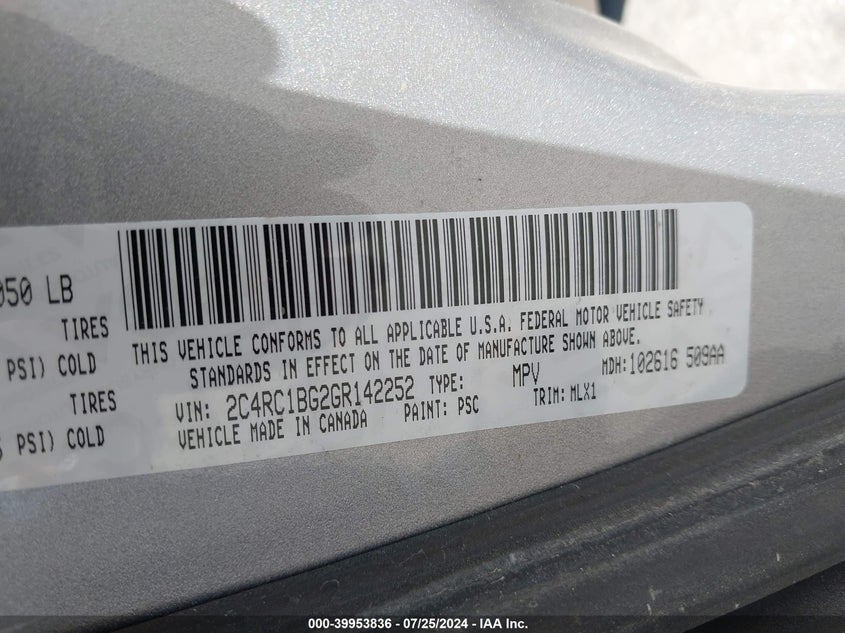 050 LB
TIRES
PSI) COLD
TIRES
PSI) COLD
THIS VEHICLE CONFORMS TO ALL APPLICABLE U.S.A. FEDERAL MOTOR VEHICLE SAFETY
STANDARDS IN EFFECT ON THE DATE OF MANUFACTURE SHOWN ABOVE.
VIN: 2C4RC1BG2GR142252 TYPE: MPV MDH:102616 509AA
VEHICLE MADE IN CANADA PAINT: PSC TRIM: MLX1
000-39953836 / 07/25/2024 - IAA Inc.